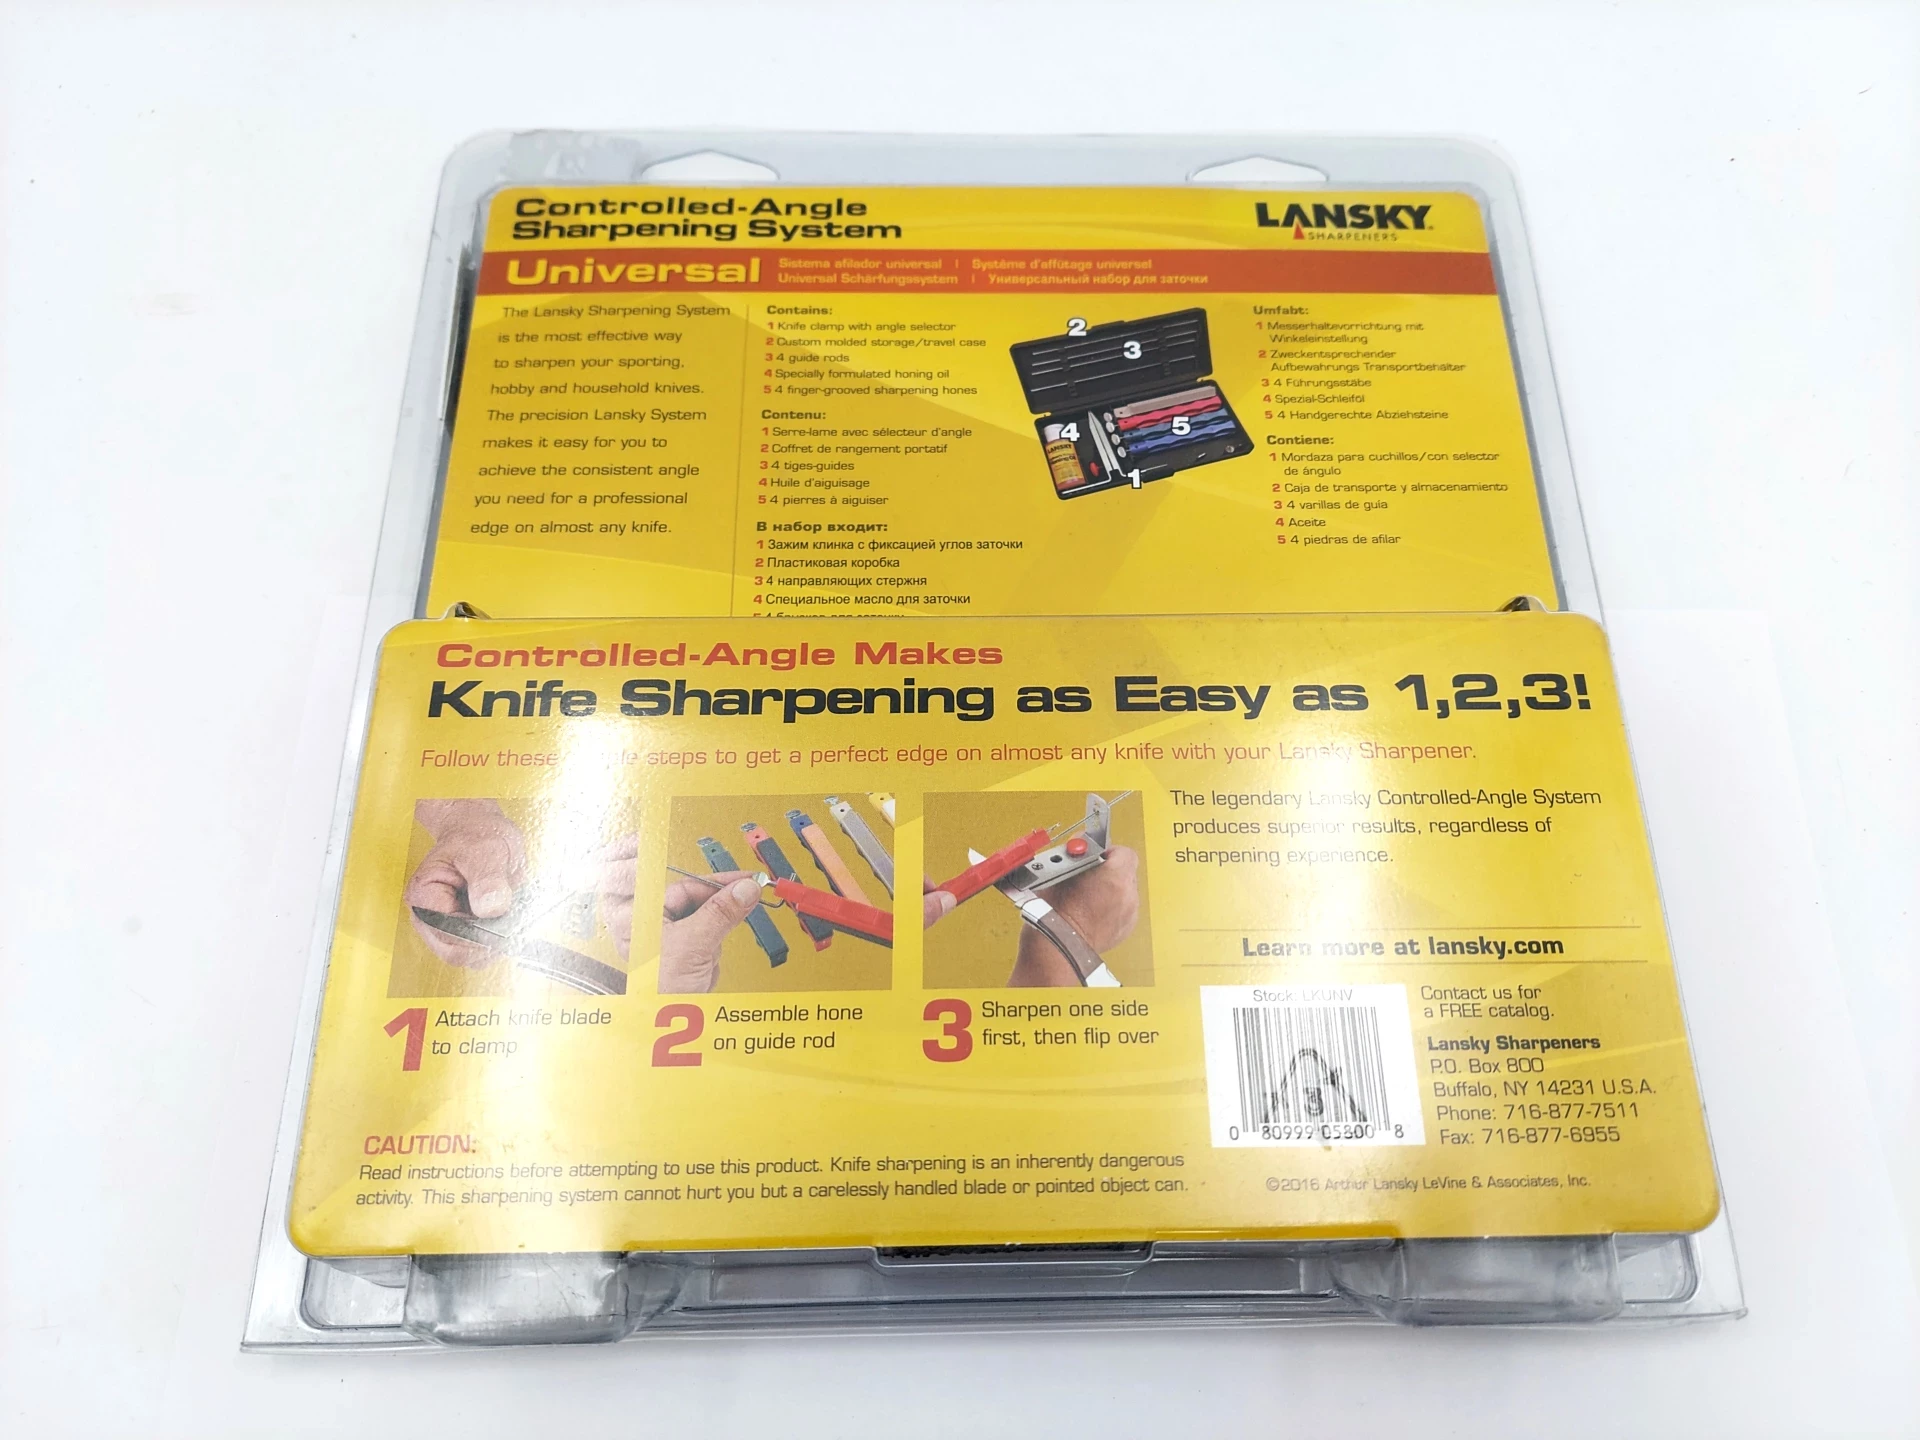 Controlled-Angle
Sharpening System
LANSKY
SHARPENERS
Universal
Sistema afilador universal | Système d'affûtage universel
Universal Schärfungssystem | Универсальный набор для заточки
The Lansky Sharpening System
is the most effective way
to sharpen your sporting,
hobby and household knives.
The precision Lansky System
makes it easy for you to
achieve the consistent angle
you need for a professional
edge on almost any knife.
Contains:
1 Knife clamp with angle selector
2 Custom molded storage/travel case
3 4 guide rods
4 Specially formulated honing oil
5 4 finger-grooved sharpening hones
Contenu:
1 Serre-lame avec sélecteur d'angle
2 Coffret de rangement portatif
3 4 tiges-guides
4 Huile d'aiguisage
5 4 pierres à aiguiser
В набор входит:
1 Зажим клинка с фиксацией углов заточки
2 Пластиковая коробка
3 4 направляющих стержня
4 Специальное масло для заточки
2
3
4
LANSKY
5
1
Umfabt:
1 Messerhaltevorrichtung mit
Winkeleinstellung
2 Zweckentsprechender
Aufbewahrungs Transportbehälter
3 4 Führungsstäbe
4 Spezial-Schleiföl
5 4 Handgerechte Abziehsteine
Contiene:
1 Mordaza para cuchillos/con selector
de ángulo
2 Caja de transporte y almacenamiento
3 4 varillas de guía
4 Aceite
5 4 piedras de afilar
Controlled-Angle Makes
Knife Sharpening as Easy as 1,2,3!
Follow these steps to get a perfect edge on almost any knife with your Lansky Sharpener.
The legendary Lansky Controlled-Angle System
produces superior results, regardless of
sharpening experience.
Learn more at lansky.com
1 Attach knife blade
to clamp
2 Assemble hone
on guide rod
3 Sharpen one side
first, then flip over
Stock: LKUNV
3
0 80999 05800 8
Contact us for
a FREE catalog.
Lansky Sharpeners
P.O. Box 800
Buffalo, NY 14231 U.S.A.
Phone: 716-877-7511
Fax: 716-877-6955
CAUTION:
Read instructions before attempting to use this product. Knife sharpening is an inherently dangerous
activity. This sharpening system cannot hurt you but a carelessly handled blade or pointed object can.
©2016 Arthur Lansky LeVine & Associates, Inc.